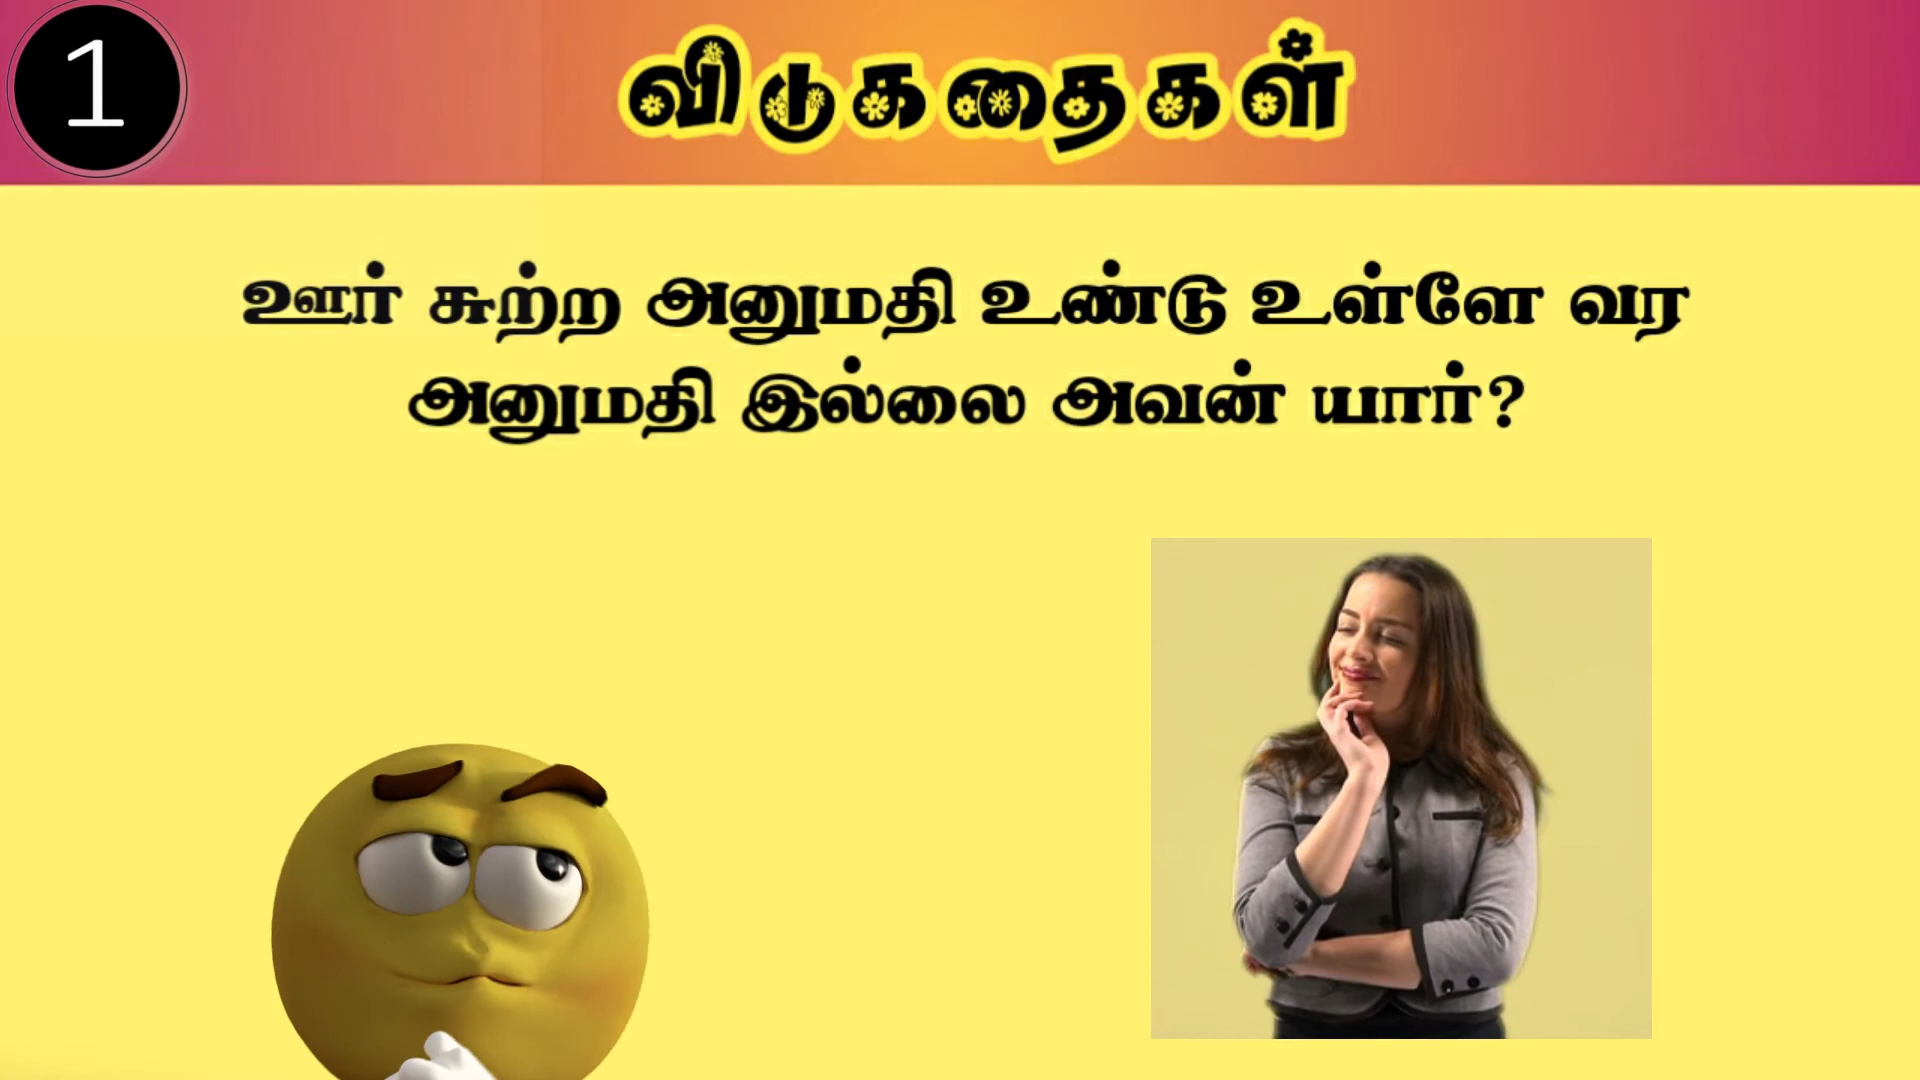 1
விடுகதைகள்
ஊர் சுற்ற அனுமதி உண்டு உள்ளே வர
அனுமதி இல்லை அவன் யார்?